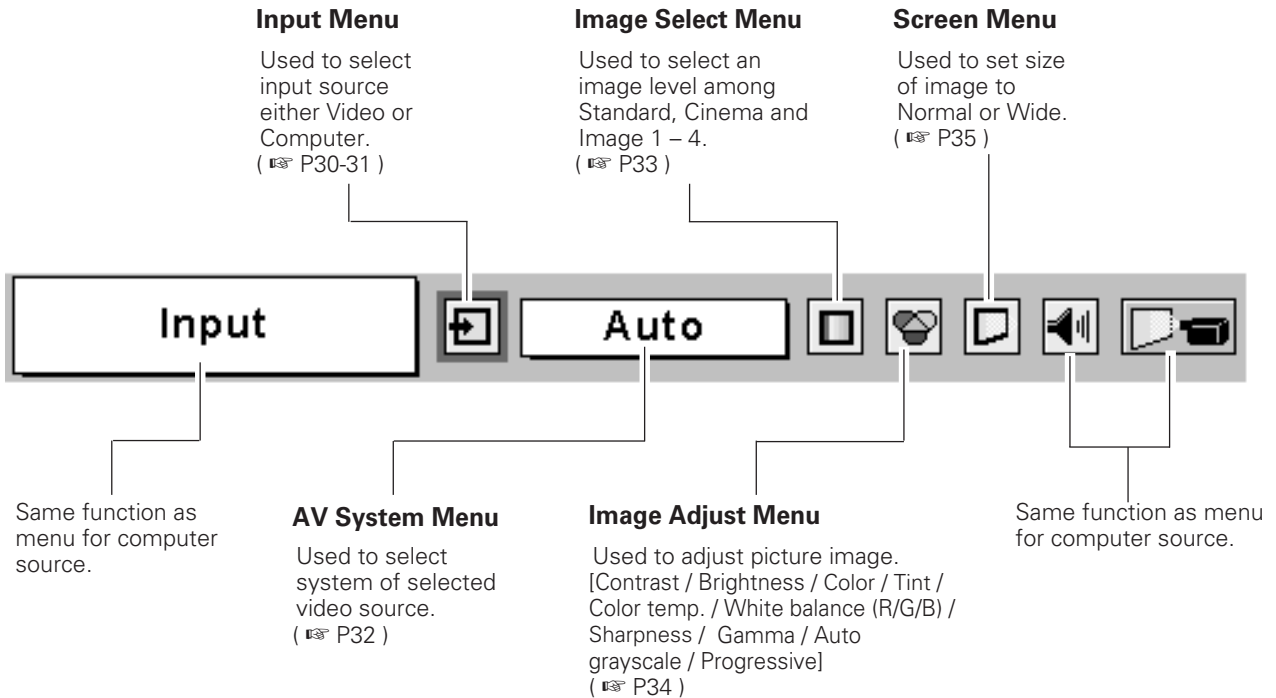 Input Menu
Used to select
input source
either Video or
Computer.
( ☞ P30-31 )
Image Select Menu
Used to select an
image level among
Standard, Cinema and
Image 1 – 4.
( ☞ P33 )
Screen Menu
Used to set size
of image to
Normal or Wide.
( ☞ P35 )
Input
Auto
Same function as
menu for computer
source.
AV System Menu
Used to select
system of selected
video source.
( ☞ P32 )
Image Adjust Menu
Used to adjust picture image.
[Contrast / Brightness / Color / Tint /
Color temp. / White balance (R/G/B) /
Sharpness / Gamma / Auto
grayscale / Progressive]
( ☞ P34 )
Same function as menu
for computer source.